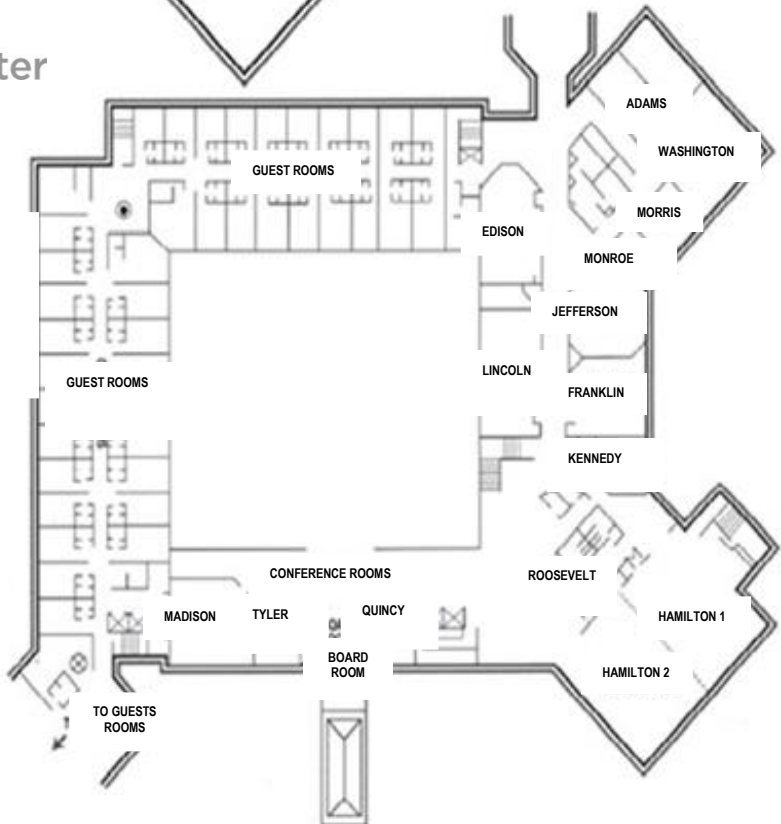 ter
ADAMS
WASHINGTON
GUEST ROOMS
MORRIS
EDISON
MONROE
JEFFERSON
LINCOLN
GUEST ROOMS
FRANKLIN
KENNEDY
CONFERENCE ROOMS
ROOSEVELT
MADISON
TYLER
QUINCY
HAMILTON 1
BOARD
ROOM
HAMILTON 2
TO GUESTS
ROOMS